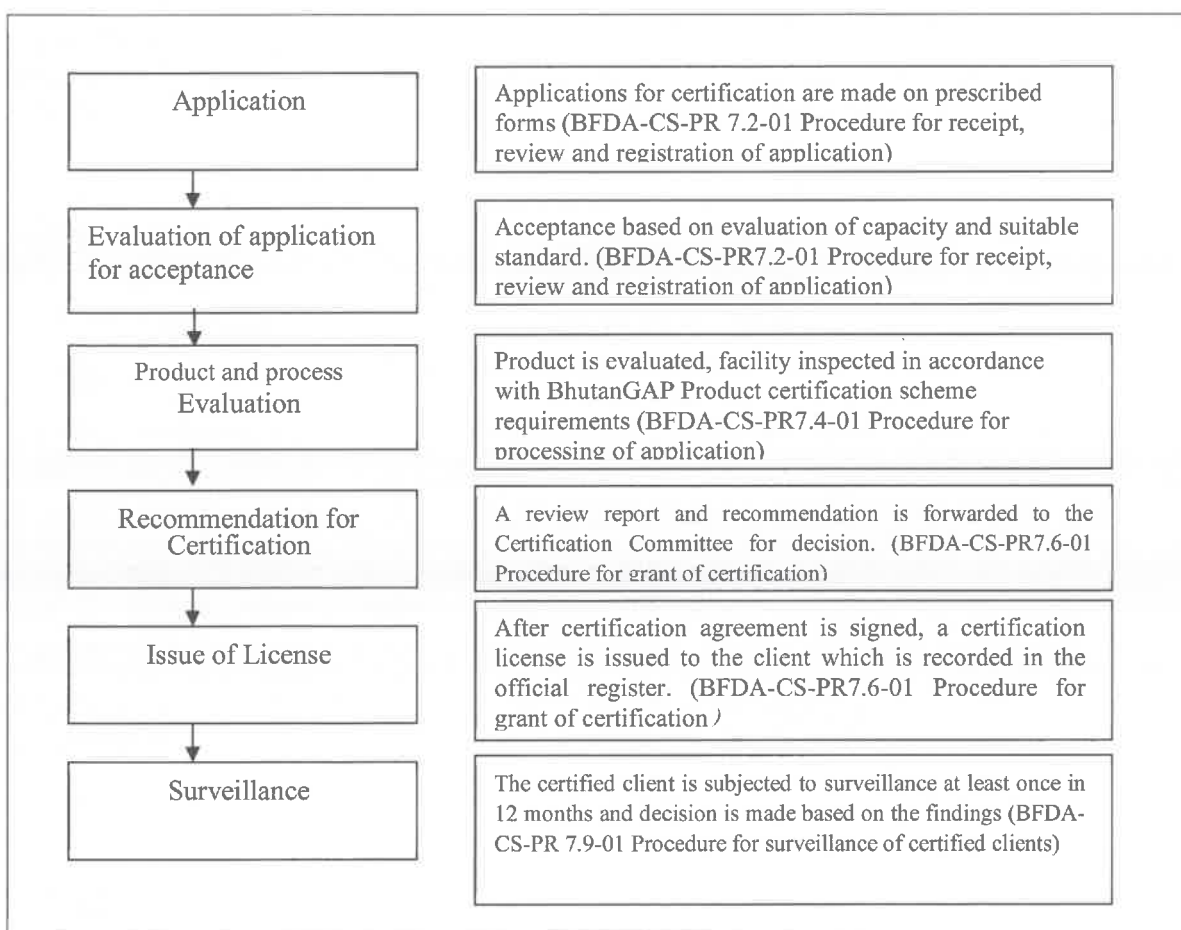 Application
Applications for certification are made on prescribed
forms (BFDA-CS-PR 7.2-01 Procedure for receipt,
review and registration of application)
Evaluation of application
for acceptance
Acceptance based on evaluation of capacity and suitable
standard. (BFDA-CS-PR7.2-01 Procedure for receipt,
review and registration of application)
Product and process
Evaluation
Product is evaluated, facility inspected in accordance
with BhutanGAP Product certification scheme
requirements (BFDA-CS-PR7.4-01 Procedure for
processing of application)
Recommendation for
Certification
A review report and recommendation is forwarded to the
Certification Committee for decision. (BFDA-CS-PR7.6-01
Procedure for grant of certification)
Issue of License
After certification agreement is signed, a certification
license is issued to the client which is recorded in the
official register. (BFDA-CS-PR7.6-01 Procedure for
grant of certification)
Surveillance
The certified client is subjected to surveillance at least once in
12 months and decision is made based on the findings (BFDA-
CS-PR 7.9-01 Procedure for surveillance of certified clients)